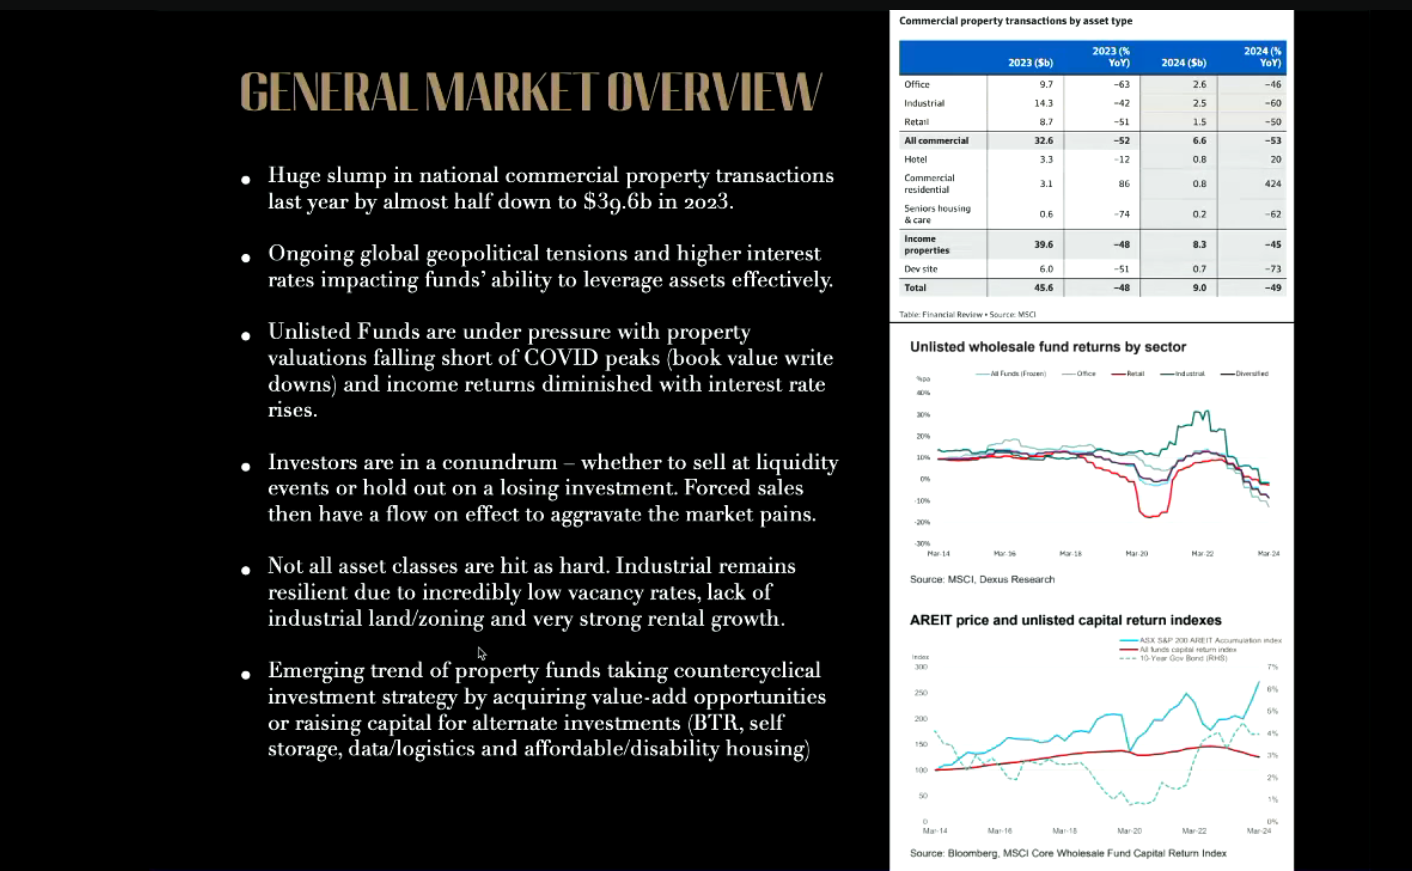 GENERAL MARKET OVERVIEW
• Huge slump in national commercial property transactions
last year by almost half down to $39.6b in 2023.
• Ongoing global geopolitical tensions and higher interest
rates impacting funds' ability to leverage assets effectively.
• Unlisted Funds are under pressure with property
valuations falling short of COVID peaks (book value write
downs) and income returns diminished with interest rate
rises.
• Investors are in a conundrum – whether to sell at liquidity
events or hold out on a losing investment. Forced sales
then have a flow on effect to aggravate the market pains.
• Not all asset classes are hit as hard. Industrial remains
resilient due to incredibly low vacancy rates, lack of
industrial land/zoning and very strong rental growth.
• Emerging trend of property funds taking countercyclical
investment strategy by acquiring value-add opportunities
or raising capital for alternate investments (BTR, self
storage, data/logistics and affordable/disability housing)
Commercial property transactions by asset type
2023 ($b) 2023 (% YoY) 2024 ($b) 2024 (% YoY)
Office 9.7 −63 2.6 −46
Industrial 14.3 −42 2.5 −60
Retail 8.7 −51 1.5 −50
All commercial 32.6 −52 6.6 −53
Hotel 3.3 −12 0.8 20
Commercial residential 3.1 86 0.8 424
Seniors housing & care 0.6 −74 0.2 −62
Income properties 39.6 −48 8.3 −45
Dev site 6.0 −51 0.7 −73
Total 45.6 −48 9.0 −49
Table: Financial Review • Source: MSCI
Unlisted wholesale fund returns by sector
%pa
All Funds (Frozen) Office Retail Industrial Diversified
40%
30%
20%
10%
0%
-10%
-20%
-30%
Mar-14 Mar-16 Mar-18 Mar-20 Mar-22 Mar-24
Source: MSCI, Dexus Research
AREIT price and unlisted capital return indexes
ASX S&P 200 AREIT Accumulation index
All funds capital return index
10-Year Gov Bond (RHS)
Index
300 7%
250 6%
200 5%
150 4%
100 3%
50 2%
0 1%
0%
Mar-14 Mar-16 Mar-18 Mar-20 Mar-22 Mar-24
Source: Bloomberg, MSCI Core Wholesale Fund Capital Return Index